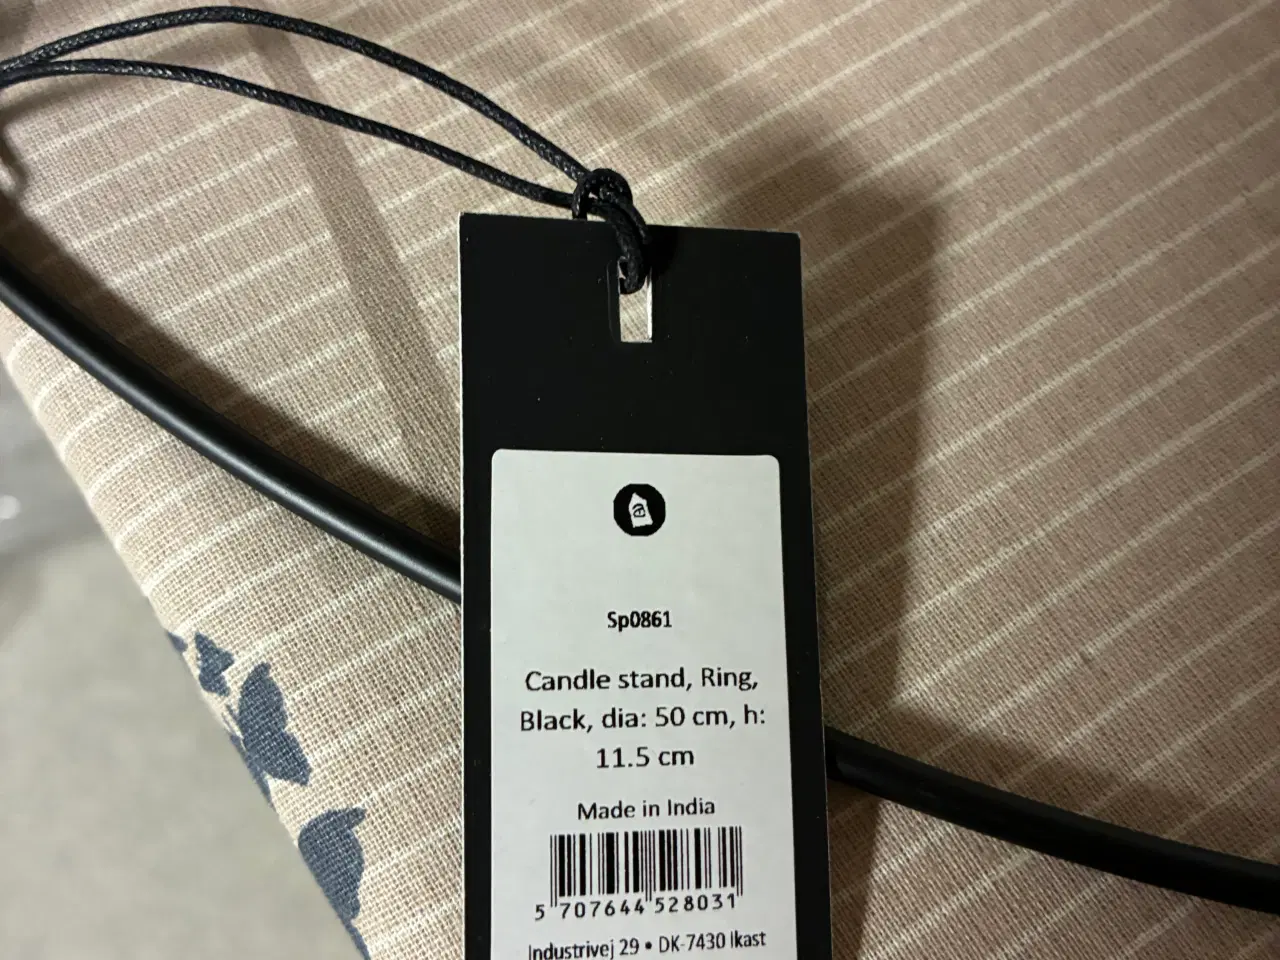 a
Sp0861
Candle stand, Ring,
Black, dia: 50 cm, h:
11.5 cm
Made in India
5 707644 528031
Industrivej 29 • DK-7430 Ikast